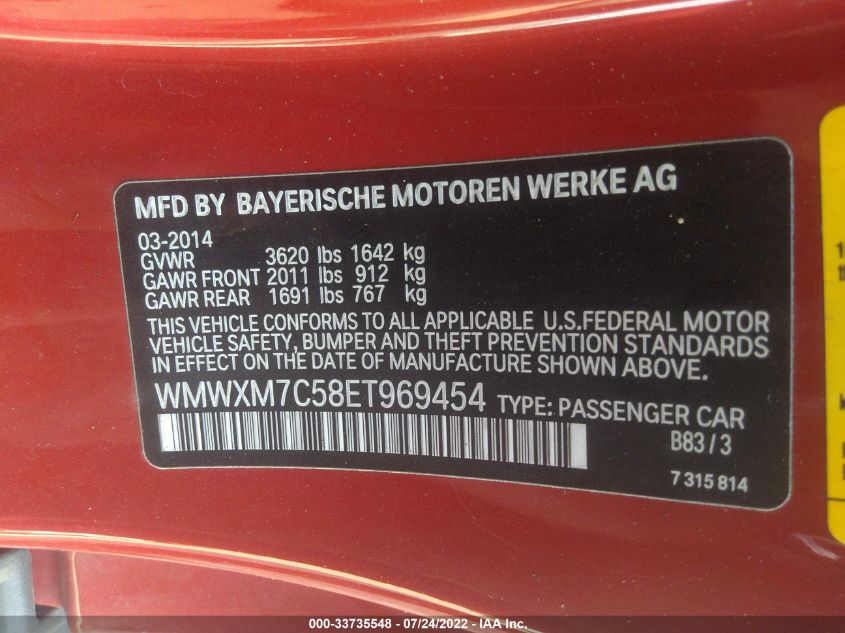 MFD BY BAYERISCHE MOTOREN WERKE AG
03-2014
GVWR 3620 lbs 1642 kg
GAWR FRONT 2011 lbs 912 kg
GAWR REAR 1691 lbs 767 kg
THIS VEHICLE CONFORMS TO ALL APPLICABLE U.S.FEDERAL MOTOR
VEHICLE SAFETY, BUMPER AND THEFT PREVENTION STANDARDS
IN EFFECT ON THE DATE OF MANUFACTURE SHOWN ABOVE.
WMWXM7C58ET969454 TYPE: PASSENGER CAR
B83 / 3
7 315 814
000-33735548 - 07/24/2022 - IAA Inc.